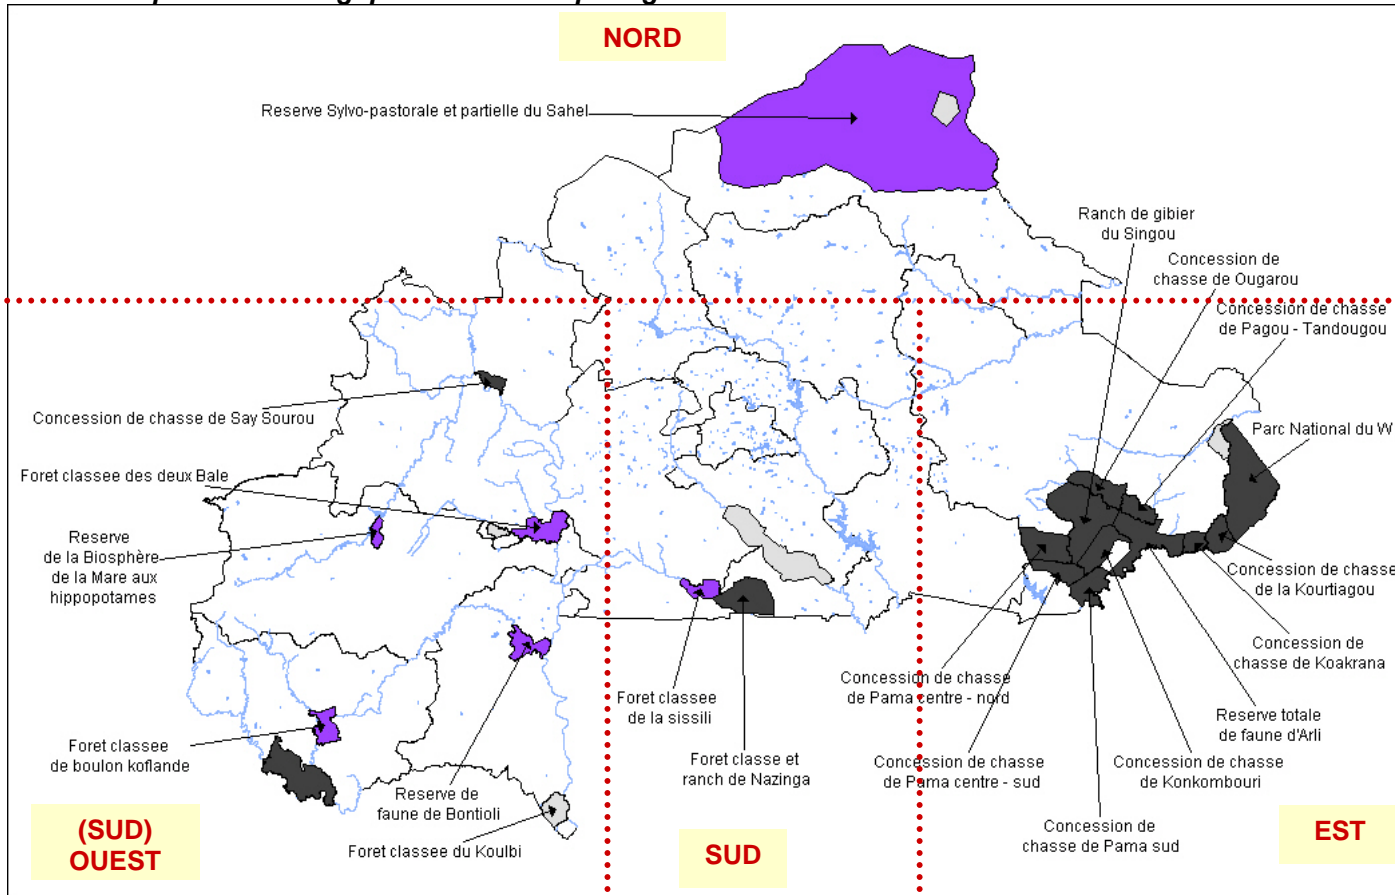 NORD
Reserve Sylvo-pastorale et partielle du Sahel
Ranch de gibier
du Singou
Concession de
chasse de Ougarou
Concession de chasse
de Pagou - Tandougou
Concession de chasse de Say Sourou
Parc National du W
Foret classee des deux Bale
Reserve
de la Biosphère
de la Mare aux
hippopotames
Concession de chasse
de la Kourtiagou
Concession de
chasse de Koakrana
Concession de chasse
de Pama centre - nord
Foret classee
de la sissili
Reserve totale
de faune d'Arli
Foret classee
de boulon koflande
Foret classe et
ranch de Nazinga
Concession de chasse
de Pama centre - sud
Concession de chasse
de Konkombouri
Reserve de
faune de Bontioli
Concession de
chasse de Pama sud
Foret classee du Koulbi
(SUD)
OUEST
SUD
EST